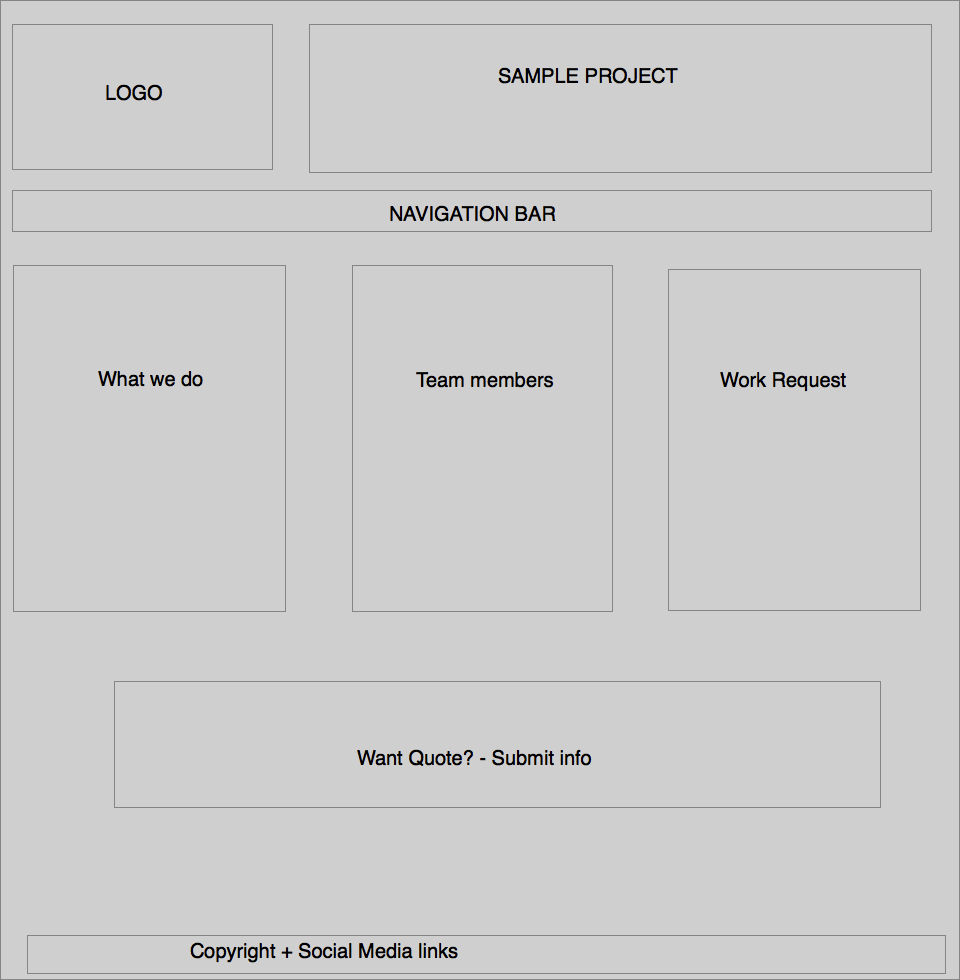 LOGO
SAMPLE PROJECT
NAVIGATION BAR
What we do
Team members
Work Request
Want Quote? - Submit info
Copyright + Social Media links